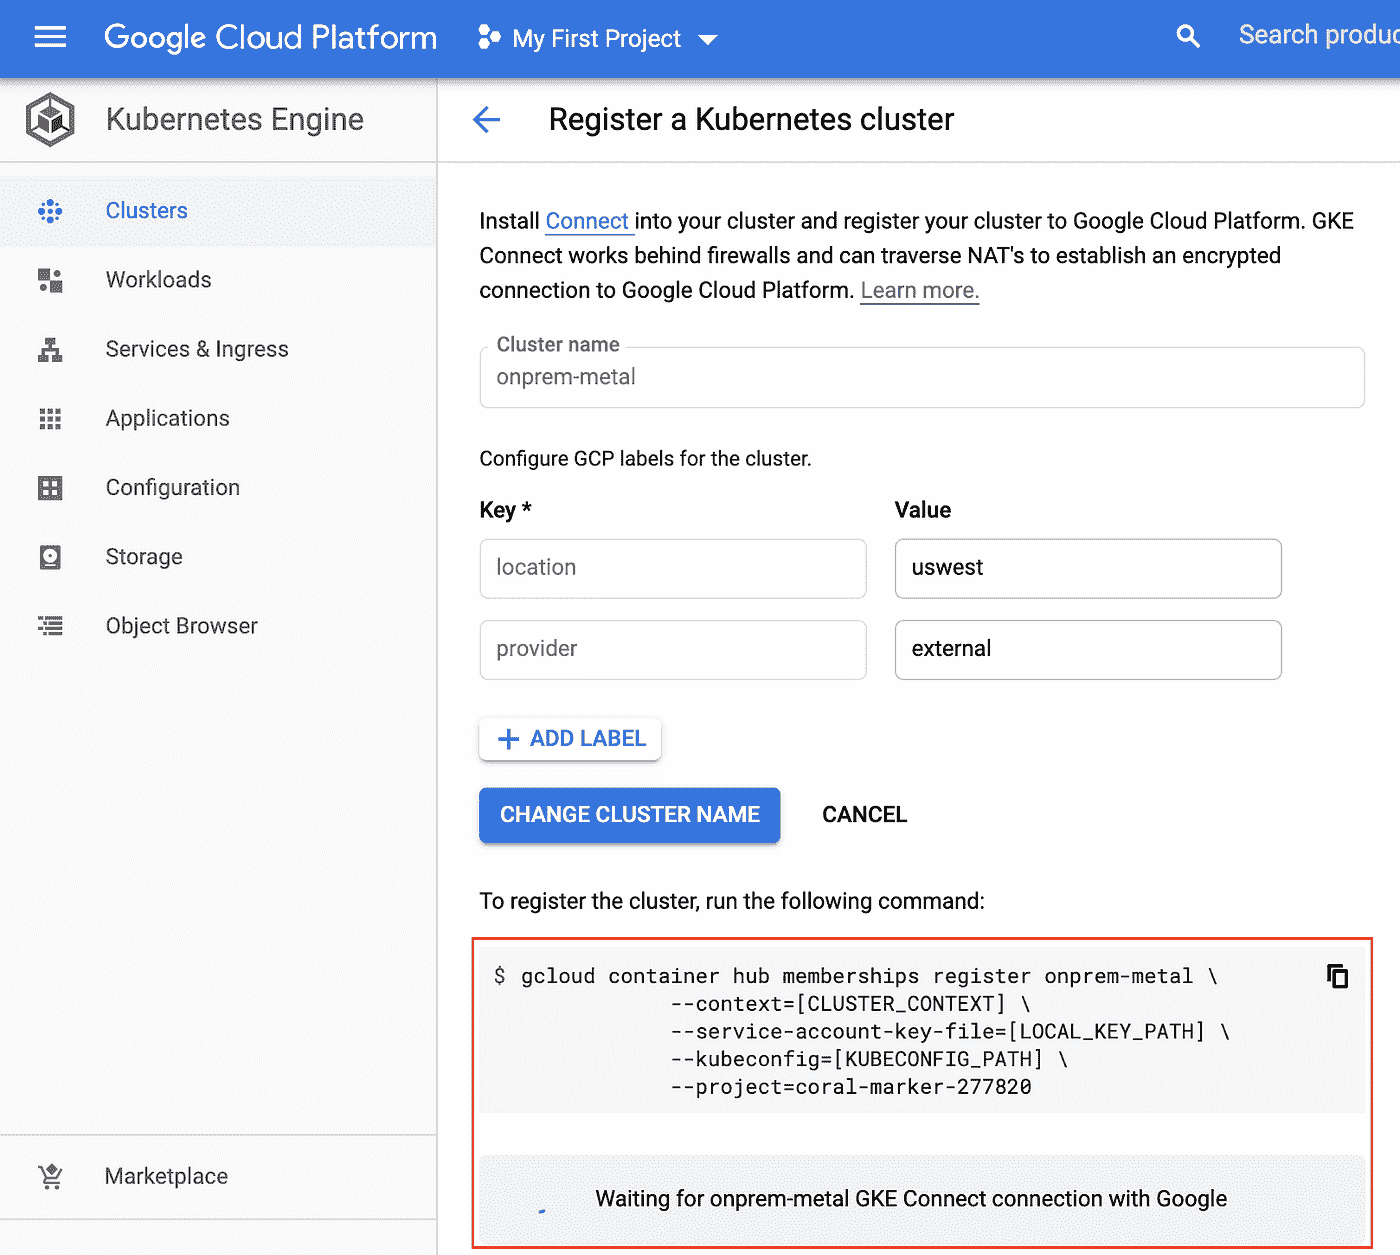 Google Cloud Platform
My First Project
Search produc
Kubernetes Engine
Register a Kubernetes cluster
Clusters
Workloads
Services & Ingress
Applications
Configuration
Storage
Object Browser
Marketplace
Install Connect into your cluster and register your cluster to Google Cloud Platform. GKE
Connect works behind firewalls and can traverse NAT's to establish an encrypted
connection to Google Cloud Platform. Learn more.
Cluster name
onprem-metal
Configure GCP labels for the cluster.
Key * Value
location uswest
provider external
+ ADD LABEL
CHANGE CLUSTER NAME CANCEL
To register the cluster, run the following command:
$ gcloud container hub memberships register onprem-metal \
--context=[CLUSTER_CONTEXT] \
--service-account-key-file=[LOCAL_KEY_PATH] \
--kubeconfig=[KUBECONFIG_PATH] \
--project=coral-marker-277820
Waiting for onprem-metal GKE Connect connection with Google